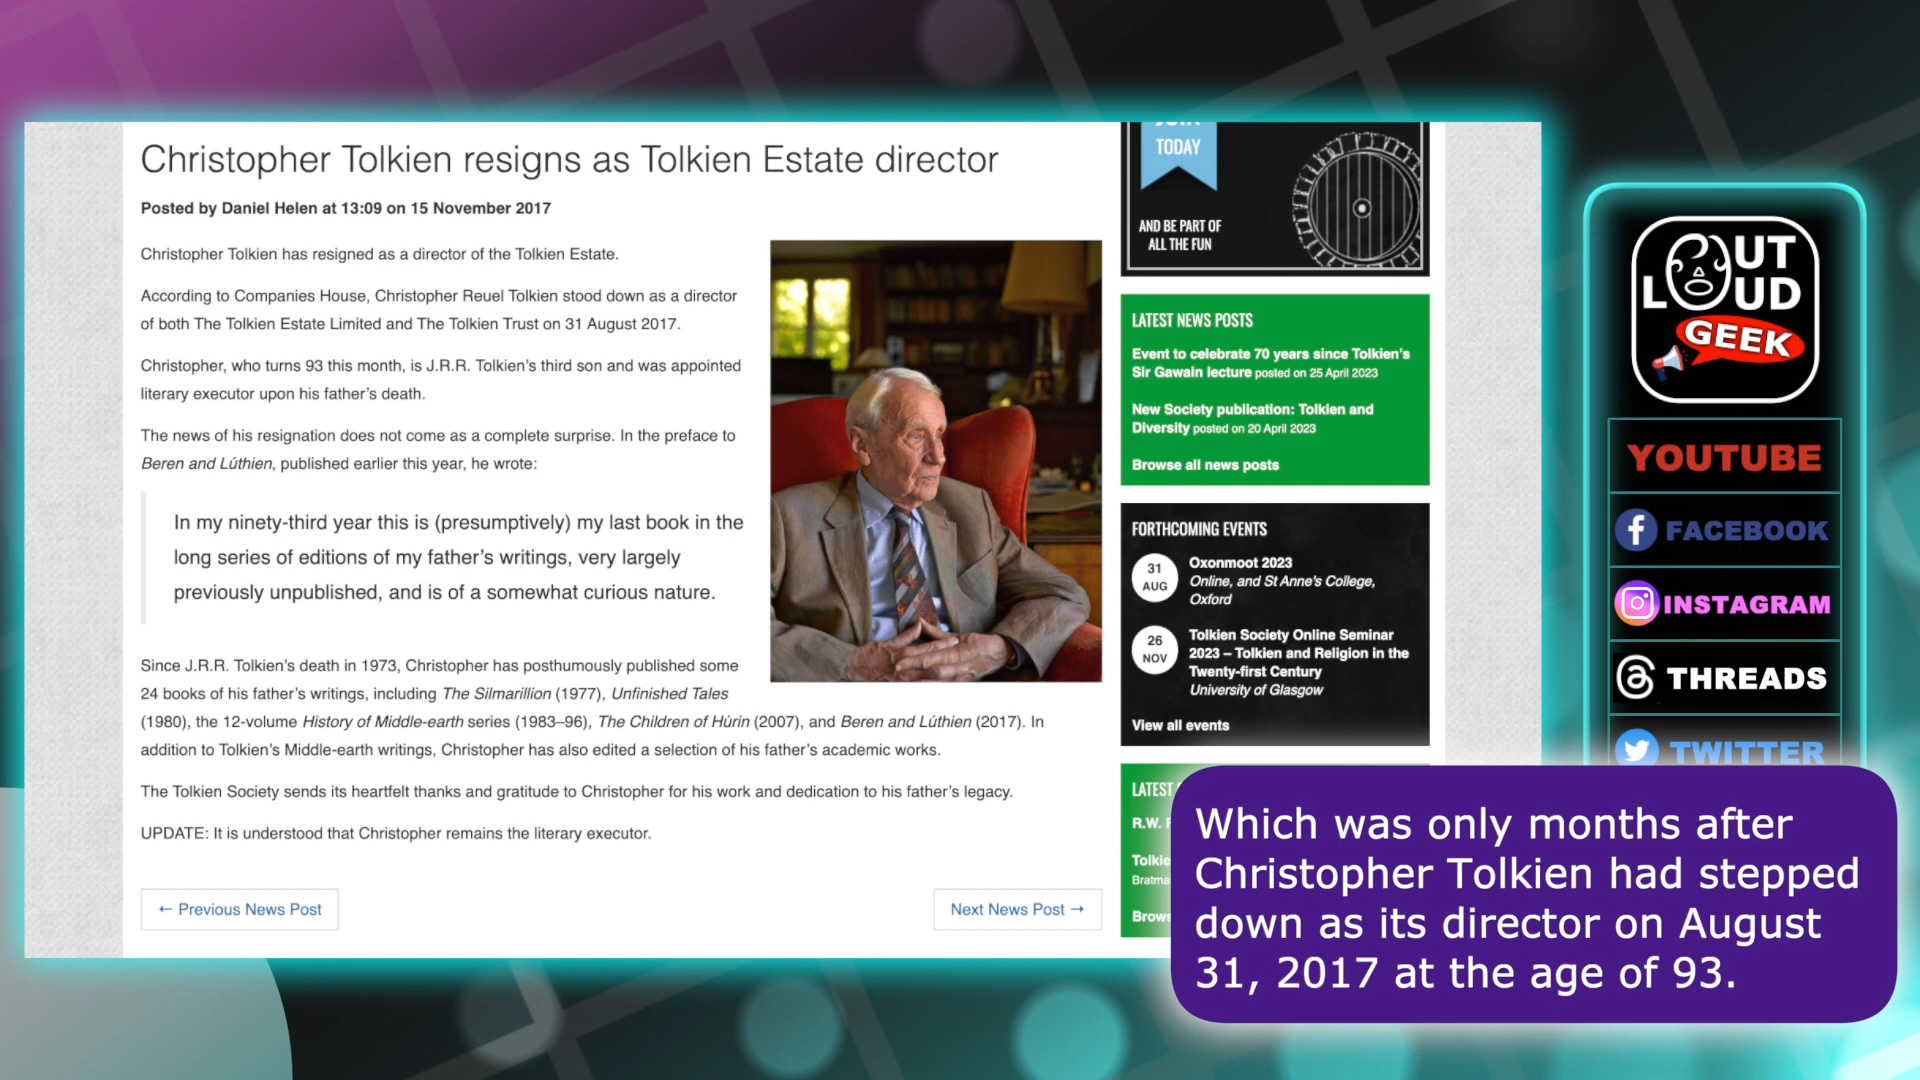 Christopher Tolkien resigns as Tolkien Estate director
Posted by Daniel Helen at 13:09 on 15 November 2017
Christopher Tolkien has resigned as a director of the Tolkien Estate.
According to Companies House, Christopher Reuel Tolkien stood down as a director
of both The Tolkien Estate Limited and The Tolkien Trust on 31 August 2017.
Christopher, who turns 93 this month, is J.R.R. Tolkien's third son and was appointed
literary executor upon his father's death.
The news of his resignation does not come as a complete surprise. In the preface to
Beren and Lúthien, published earlier this year, he wrote:
In my ninety-third year this is (presumptively) my last book in the
long series of editions of my father's writings, very largely
previously unpublished, and is of a somewhat curious nature.
Since J.R.R. Tolkien's death in 1973, Christopher has posthumously published some
24 books of his father's writings, including The Silmarillion (1977), Unfinished Tales
(1980), the 12-volume History of Middle-earth series (1983–96), The Children of Húrin (2007), and Beren and Lúthien (2017). In
addition to Tolkien's Middle-earth writings, Christopher has also edited a selection of his father's academic works.
The Tolkien Society sends its heartfelt thanks and gratitude to Christopher for his work and dedication to his father's legacy.
UPDATE: It is understood that Christopher remains the literary executor.
← Previous News Post
Next News Post →
JOIN
TODAY
AND BE PART OF
ALL THE FUN
LATEST NEWS POSTS
Event to celebrate 70 years since Tolkien's
Sir Gawain lecture posted on 25 April 2023
New Society publication: Tolkien and
Diversity posted on 20 April 2023
Browse all news posts
FORTHCOMING EVENTS
31
AUG
Oxonmoot 2023
Online, and St Anne's College,
Oxford
26
NOV
Tolkien Society Online Seminar
2023 – Tolkien and Religion in the
Twenty-first Century
University of Glasgow
View all events
LATEST
R.W.
Tolkie
Bratma
Brows
OUT
LOUD
GEEK
YOUTUBE
FACEBOOK
INSTAGRAM
THREADS
TWITTER
Which was only months after
Christopher Tolkien had stepped
down as its director on August
31, 2017 at the age of 93.